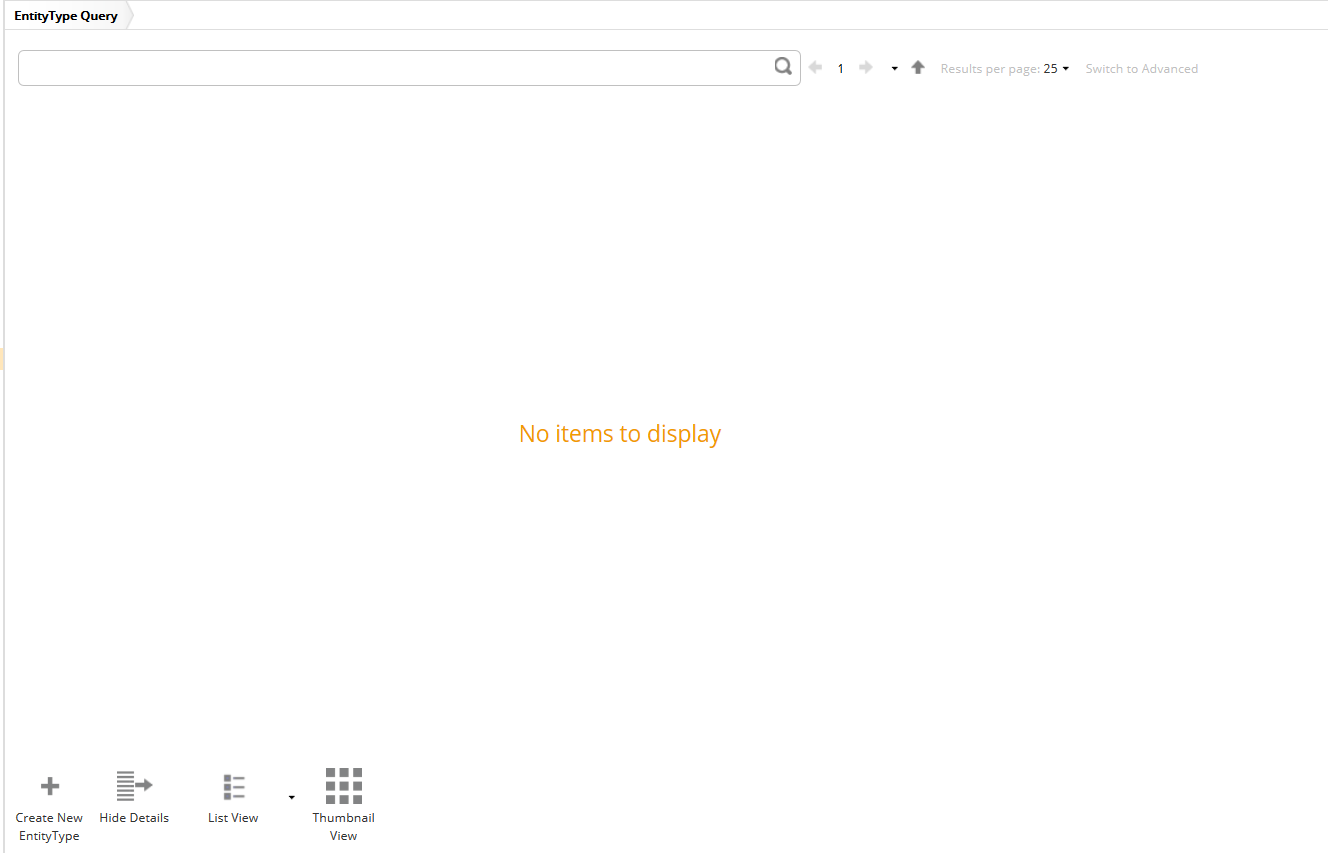 EntityType Query
1 Results per page: 25 Switch to Advanced
No items to display
Create New Hide Details List View Thumbnail
EntityType View